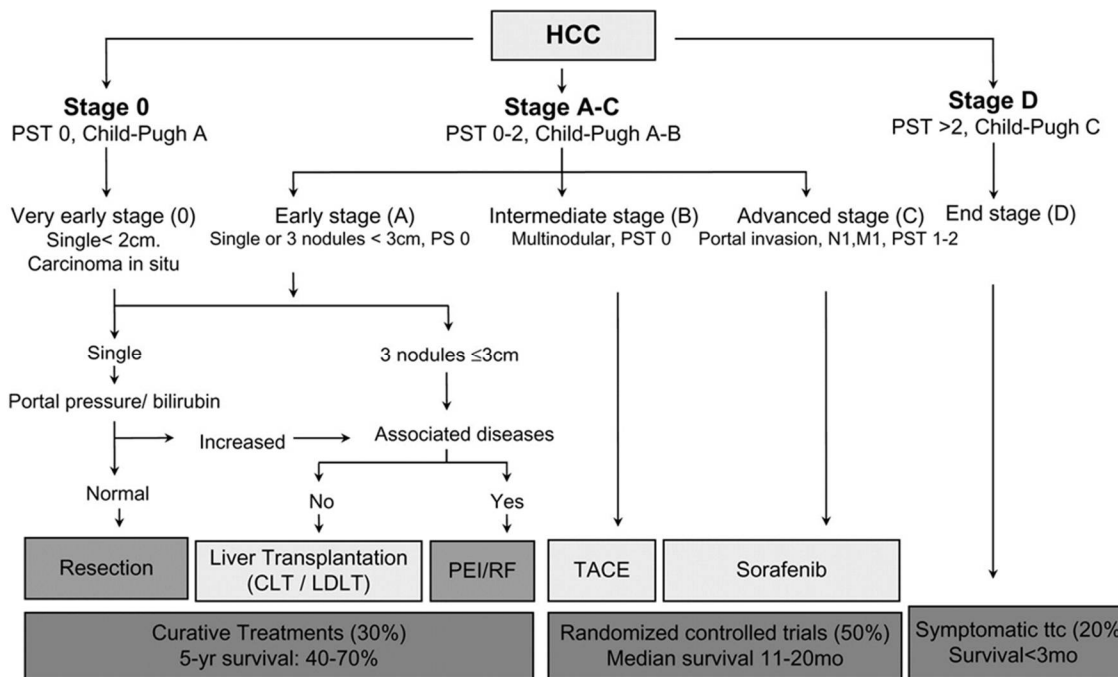 HCC
Stage 0
PST 0, Child-Pugh A
Stage A-C
PST 0-2, Child-Pugh A-B
Stage D
PST >2, Child-Pugh C
Very early stage (0)
Single< 2cm.
Carcinoma in situ
Early stage (A)
Single or 3 nodules < 3cm, PS 0
Intermediate stage (B)
Multinodular, PST 0
Advanced stage (C)
Portal invasion, N1,M1, PST 1-2
End stage (D)
Single
3 nodules ≤3cm
Portal pressure/ bilirubin
Increased
Associated diseases
Normal
No
Yes
Resection
Liver Transplantation
(CLT / LDLT)
PEI/RF
TACE
Sorafenib
Curative Treatments (30%)
5-yr survival: 40-70%
Randomized controlled trials (50%)
Median survival 11-20mo
Symptomatic ttc (20%)
Survival<3mo